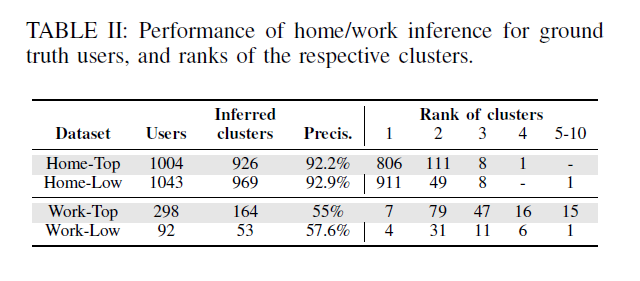 TABLE II: Performance of home/work inference for ground
truth users, and ranks of the respective clusters.
Inferred Rank of clusters
Dataset Users clusters Precis. 1 2 3 4 5-10
Home-Top 1004 926 92.2% 806 111 8 1 -
Home-Low 1043 969 92.9% 911 49 8 - 1
Work-Top 298 164 55% 7 79 47 16 15
Work-Low 92 53 57.6% 4 31 11 6 1